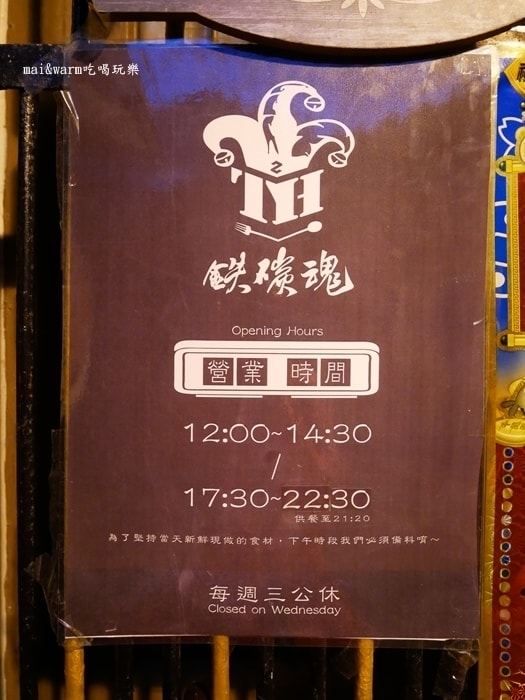 mai&warm吃喝玩樂
TH
鉄碳魂
Opening Hours
營業 時間
12:00~14:30
/
17:30~22:30
供餐至21:20
為了堅持當天新鮮現做的食材，下午時段我們必須備料唷～
每週三公休
Closed on Wednesday